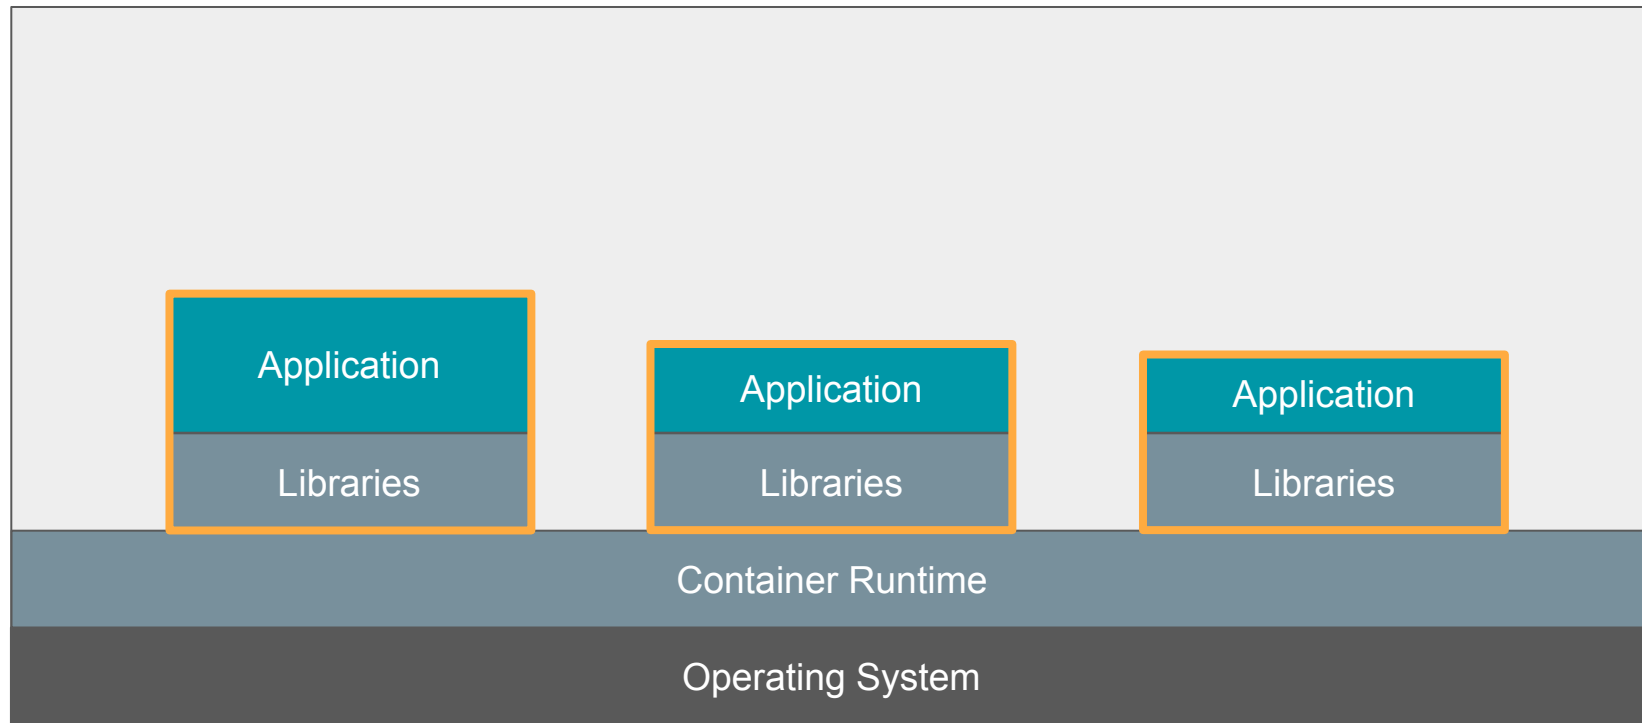 Application
Application
Application
Libraries
Libraries
Libraries
Container Runtime
Operating System